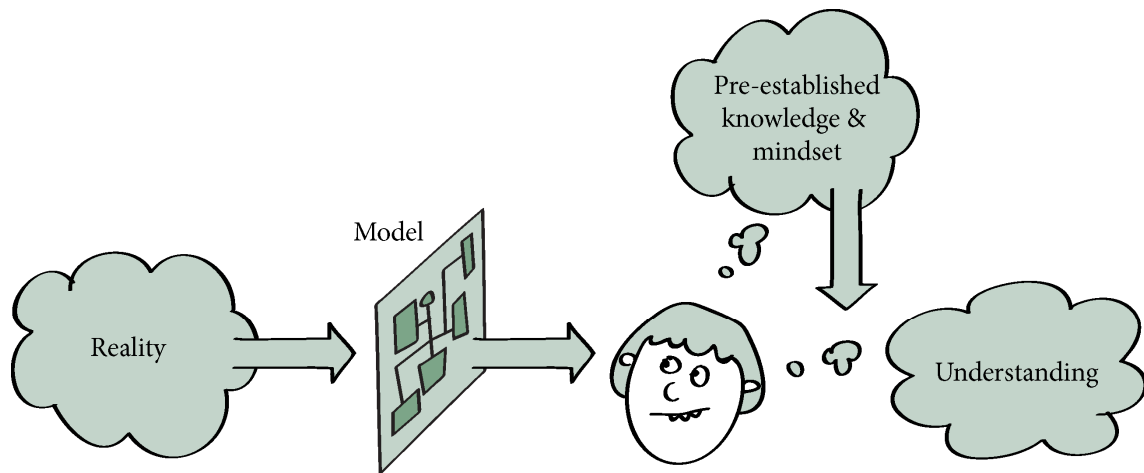 Pre-established
knowledge &
mindset
Model
Reality
Understanding